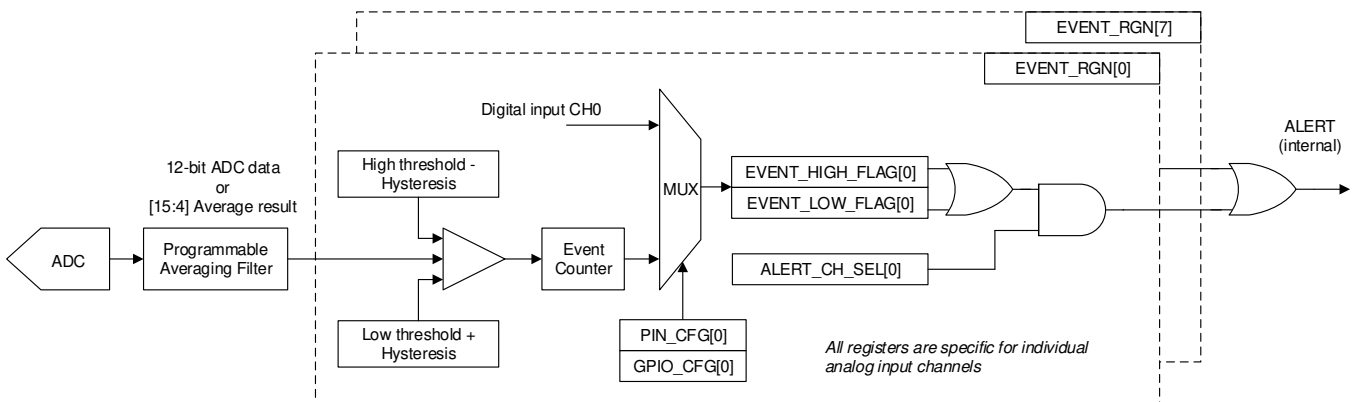 EVENT_RGN[7]
EVENT_RGN[0]
Digital input CH0
ALERT
(internal)
12-bit ADC data
or
[15:4] Average result
High threshold -
Hysteresis
MUX
EVENT_HIGH_FLAG[0]
EVENT_LOW_FLAG[0]
ADC
Programmable
Averaging Filter
Event
Counter
ALERT_CH_SEL[0]
Low threshold +
Hysteresis
PIN_CFG[0]
GPIO_CFG[0]
All registers are specific for individual
analog input channels